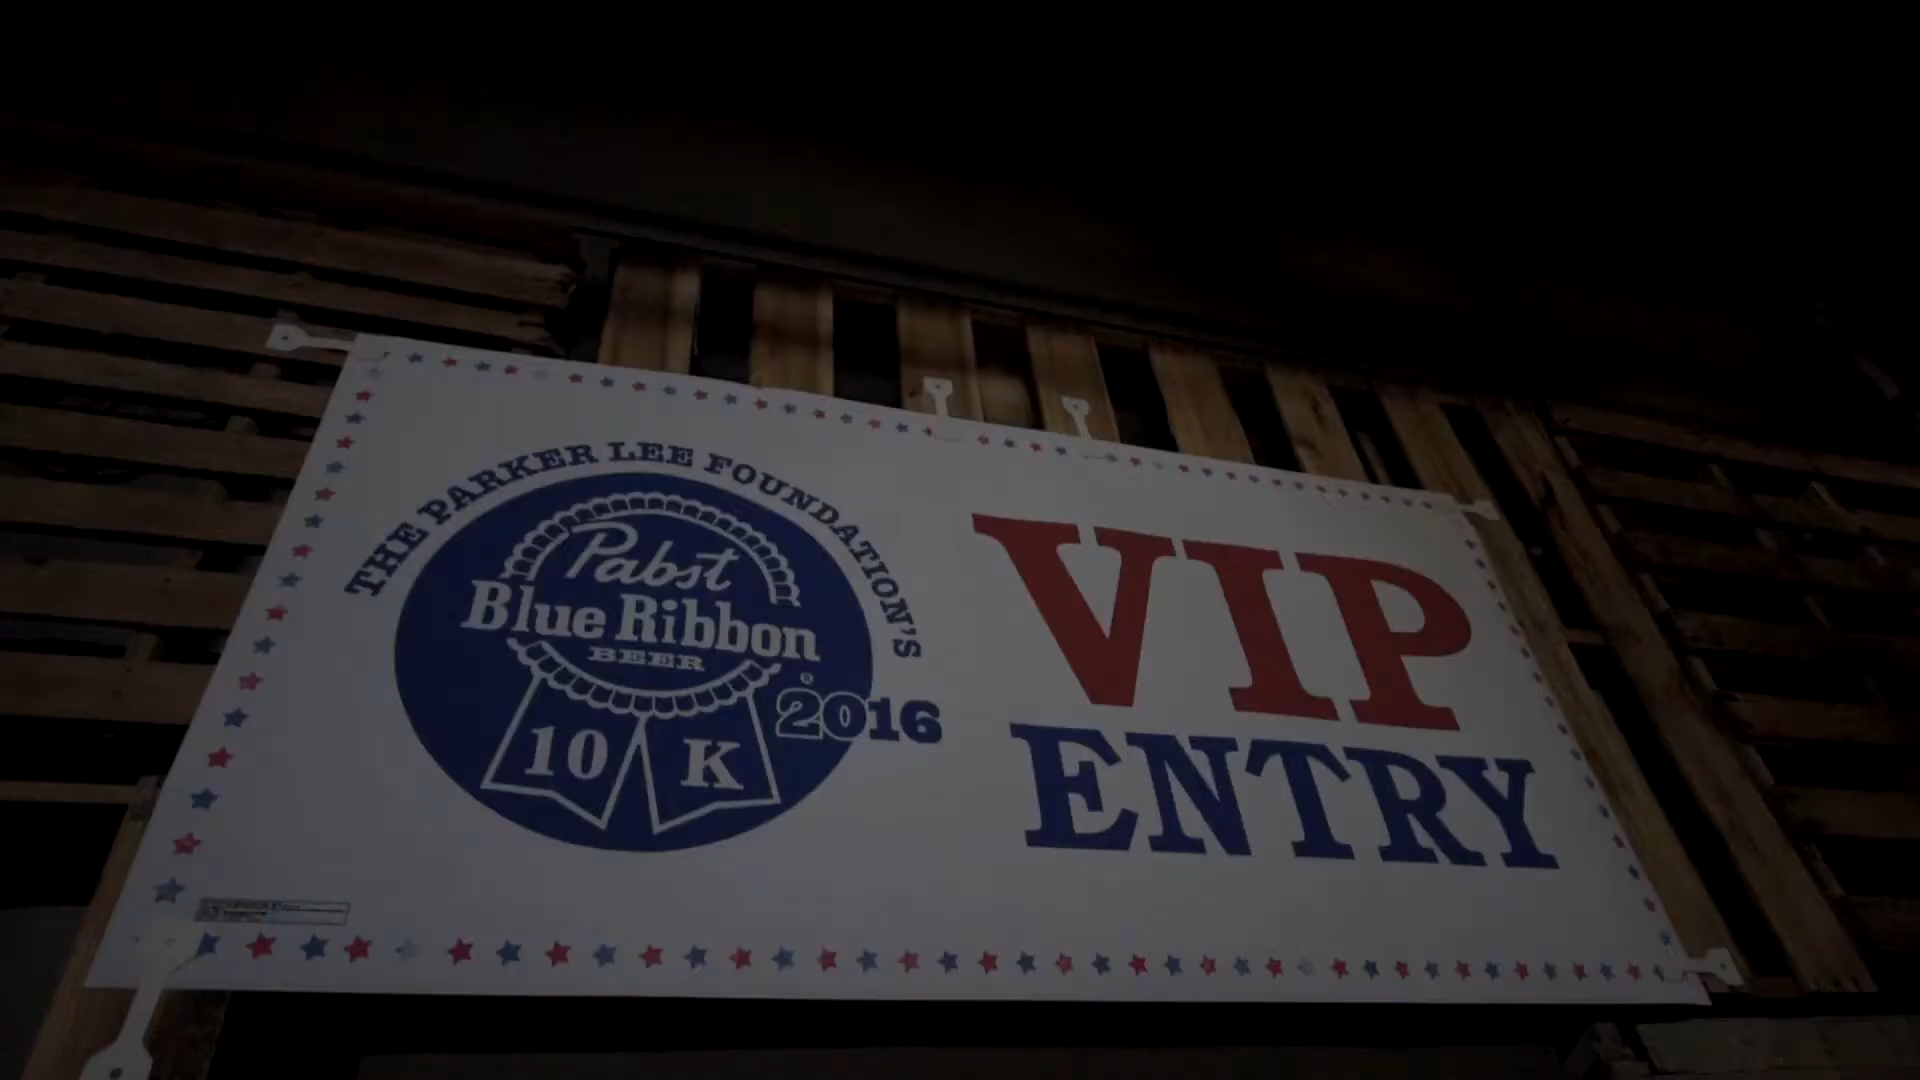 THE PARKER LEE FOUNDATION'S
Pabst
Blue Ribbon
BEER
®
2016
10 K
VIP
ENTRY